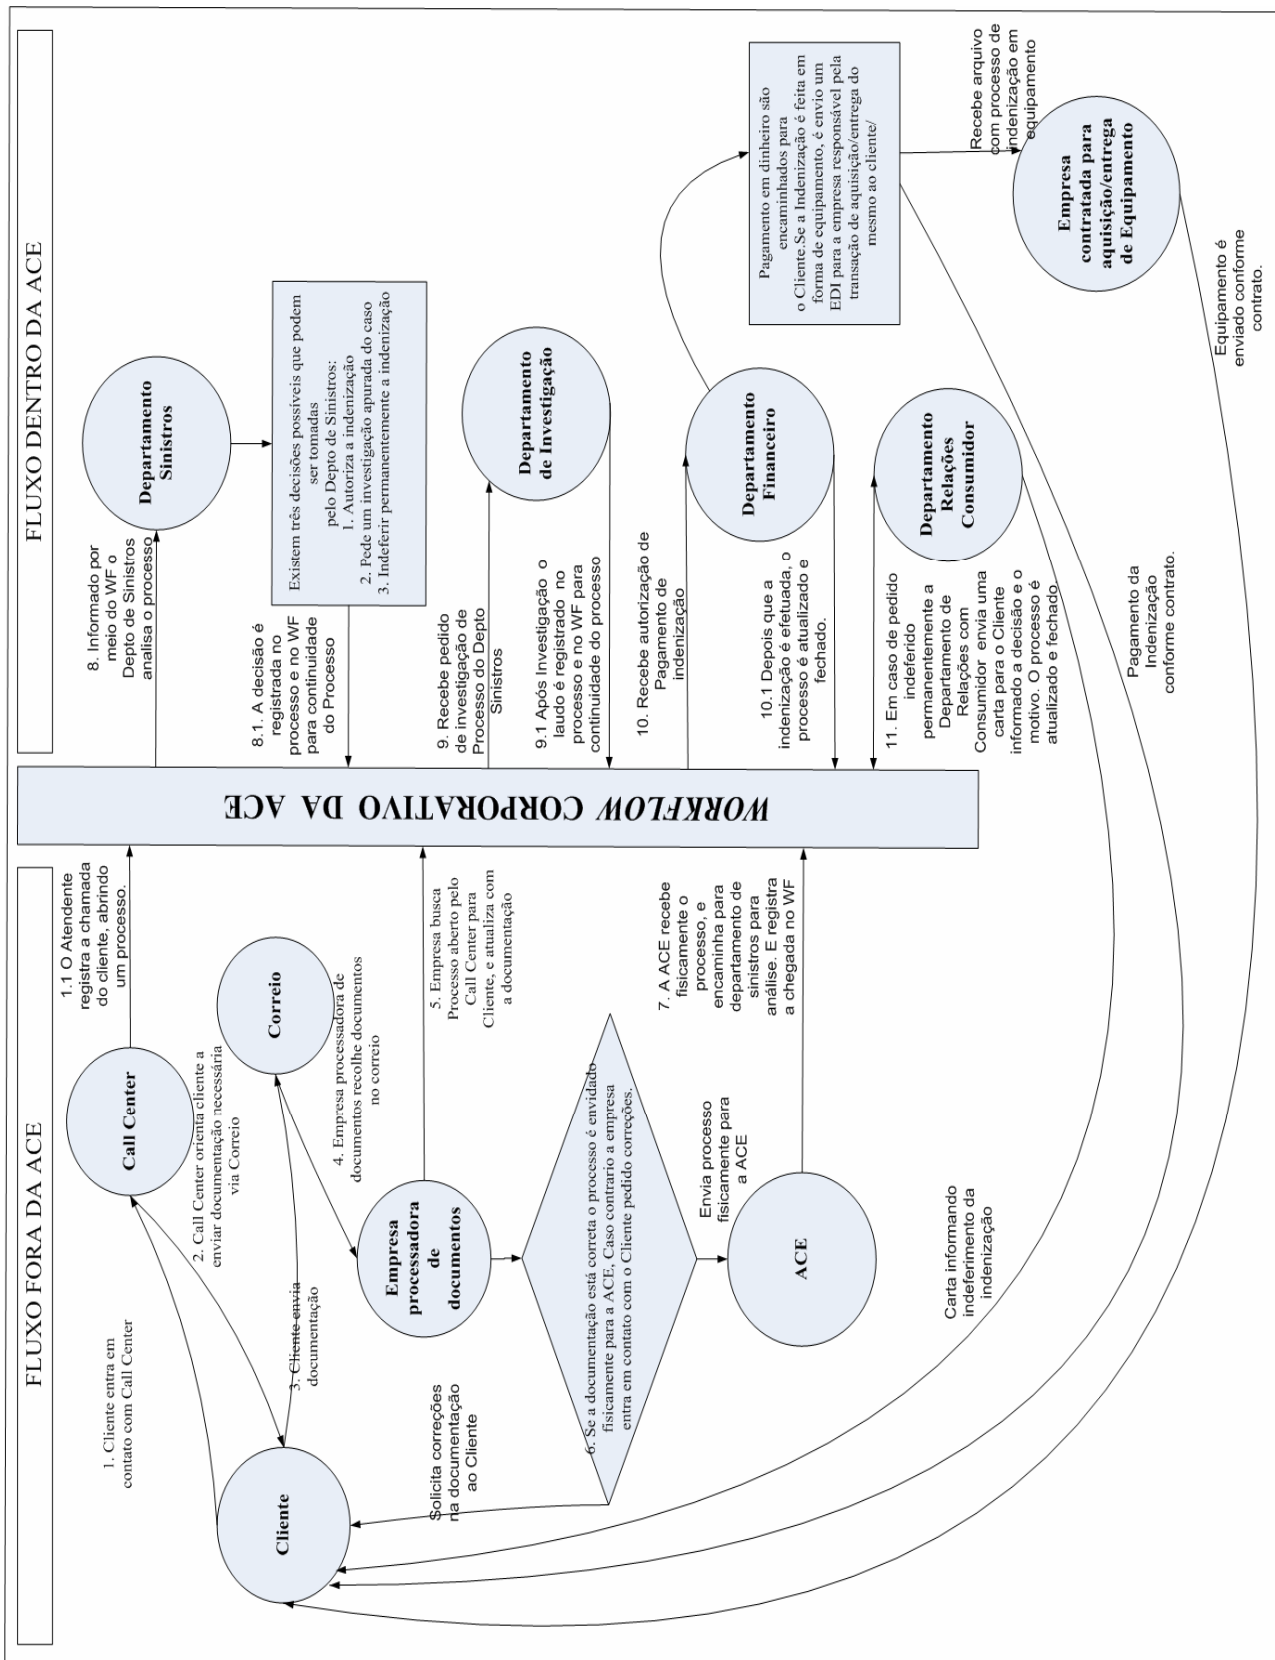 FLUXO FORA DA ACE
FLUXO DENTRO DA ACE
1. Cliente entra em
contato com Call Center
Cliente
Call Center
1.1 O Atendente
registra a chamada
do cliente, abrindo
um processo.
2. Call Center orienta cliente a
enviar documentação necessária
via Correio
3. Cliente envia
documentação
Correio
4. Empresa processadora de
documentos recolhe documentos
no correio
Empresa
processadora
de
documentos
5. Empresa busca
Processo aberto pelo
Call Center para
Cliente, e atualiza com
a documentação
6. Se a documentação está correta o processo é envidado
fisicamente para a ACE, Caso contrario a empresa
entra em contato com o Cliente pedido correções.
Solicita correções
na documentação
ao Cliente
Envia processo
fisicamente para
a ACE
ACE
7. A ACE recebe
fisicamente o
processo, e
encaminha para
departamento de
sinistros para
análise. E registra
a chegada no WF
WORKFLOW CORPORATIVO DA ACE
8. Informado por
meio do WF o
Depto de Sinistros
analisa o processo
Departamento
Sinistros
Existem três decisões possíveis que podem
ser tomadas
pelo Depto de Sinistros:
1. Autoriza a indenização
2. Pede um investigação apurada do caso
3. Indeferir permanentemente a indenização
8.1. A decisão é
registrada no
processo e no WF
para continuidade
do Processo
9. Recebe pedido
de investigação de
Processo do Depto
Sinistros
Departamento
de Investigação
9.1 Após Investigação o
laudo é registrado no
processo e no WF para
continuidade do processo
10. Recebe autorização de
Pagamento de
indenização
Departamento
Financeiro
10.1 Depois que a
indenização é efetuada, o
processo é atualizado e
fechado.
Pagamento em dinheiro são
encaminhados para
o Cliente.Se a Indenização é feita em
forma de equipamento, é envio um
EDI para a empresa responsável pela
transação de aquisição/entrega do
mesmo ao cliente/
11. Em caso de pedido
indeferido
permanentemente a
Departamento de
Relações com
Consumidor envia uma
carta para o Cliente
informado a decisão e o
motivo. O processo é
atualizado e fechado.
Departamento
Relações
Consumidor
Recebe arquivo
com processo de
indenização em
equipamento
Empresa
contratada para
aquisição/entrega
de Equipamento
Carta informando
indeferimento da
indenização
Pagamento da
Indenização
conforme contrato.
Equipamento é
enviado conforme
contrato.